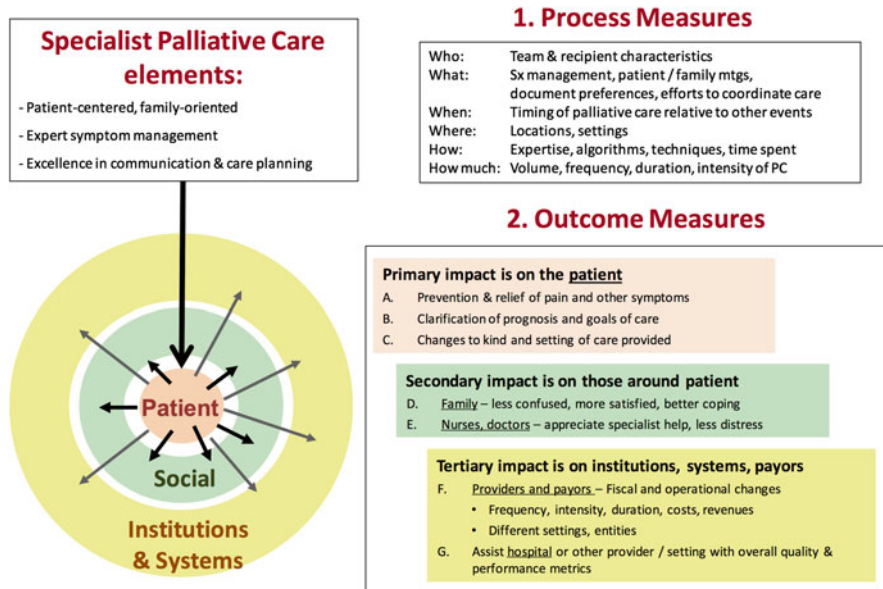 Specialist Palliative Care
elements:
- Patient-centered, family-oriented
- Expert symptom management
- Excellence in communication & care planning
Patient
Social
Institutions
& Systems
1. Process Measures
Who: Team & recipient characteristics
What: Sx management, patient / family mtgs,
document preferences, efforts to coordinate care
When: Timing of palliative care relative to other events
Where: Locations, settings
How: Expertise, algorithms, techniques, time spent
How much: Volume, frequency, duration, intensity of PC
2. Outcome Measures
Primary impact is on the patient
A. Prevention & relief of pain and other symptoms
B. Clarification of prognosis and goals of care
C. Changes to kind and setting of care provided
Secondary impact is on those around patient
D. Family – less confused, more satisfied, better coping
E. Nurses, doctors – appreciate specialist help, less distress
Tertiary impact is on institutions, systems, payors
F. Providers and payors – Fiscal and operational changes
• Frequency, intensity, duration, costs, revenues
• Different settings, entities
G. Assist hospital or other provider / setting with overall quality &
performance metrics